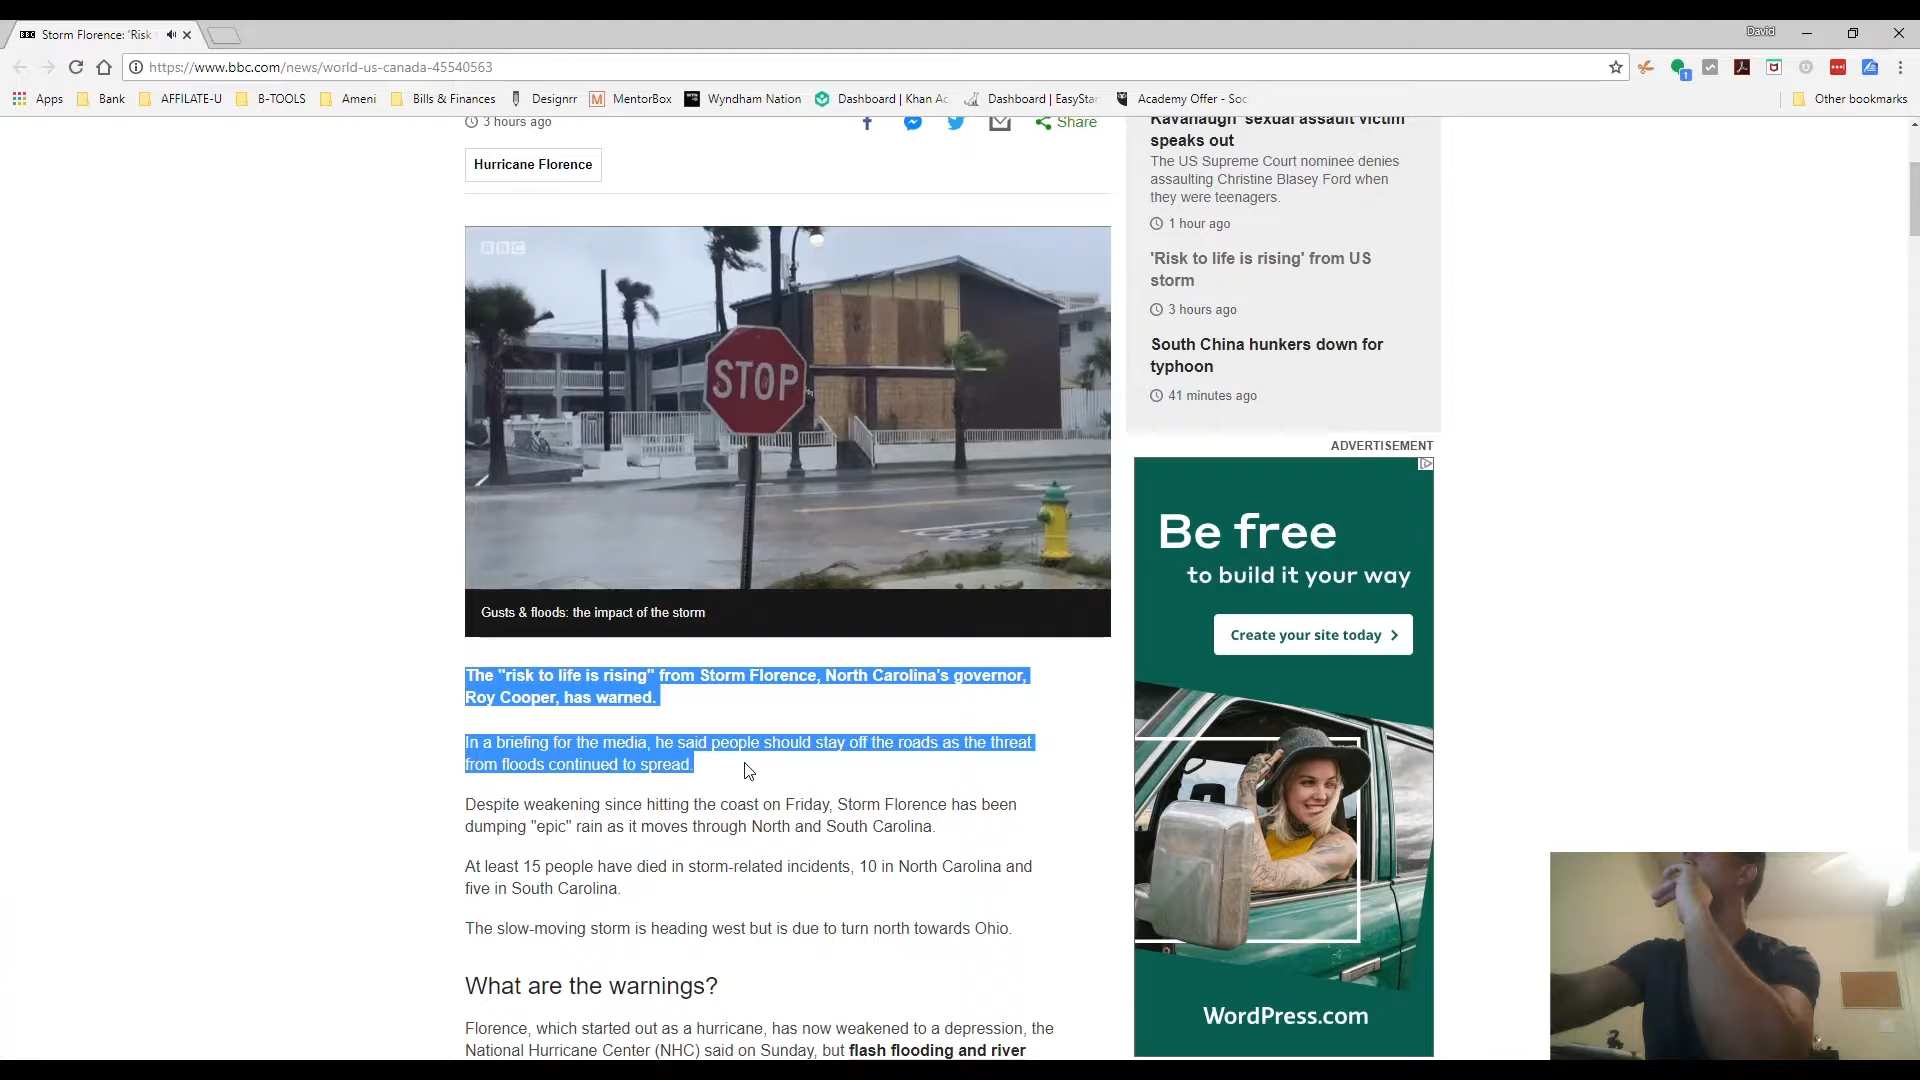 BBC Storm Florence: 'Risk
David
https://www.bbc.com/news/world-us-canada-45540563
1
Apps Bank AFFILATE-U B-TOOLS Ameni Bills & Finances Designrr M MentorBox Wyndham Nation Dashboard | Khan Ac Dashboard | EasyStar Academy Offer - Soc Other bookmarks
3 hours ago
Share
Hurricane Florence
BBC
STOP
Gusts & floods: the impact of the storm
The "risk to life is rising" from Storm Florence, North Carolina's governor,
Roy Cooper, has warned.
In a briefing for the media, he said people should stay off the roads as the threat
from floods continued to spread.
Despite weakening since hitting the coast on Friday, Storm Florence has been
dumping "epic" rain as it moves through North and South Carolina.
At least 15 people have died in storm-related incidents, 10 in North Carolina and
five in South Carolina.
The slow-moving storm is heading west but is due to turn north towards Ohio.
What are the warnings?
Florence, which started out as a hurricane, has now weakened to a depression, the
National Hurricane Center (NHC) said on Sunday, but flash flooding and river
Kavanaugh 'sexual assault victim'
speaks out
The US Supreme Court nominee denies
assaulting Christine Blasey Ford when
they were teenagers.
1 hour ago
'Risk to life is rising' from US
storm
3 hours ago
South China hunkers down for
typhoon
41 minutes ago
ADVERTISEMENT
Be free
to build it your way
Create your site today
WordPress.com